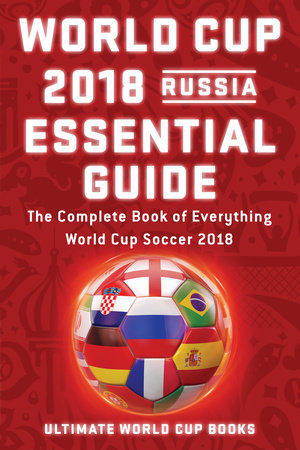 WORLD CUP
2018 RUSSIA
ESSENTIAL
GUIDE
The Complete Book of Everything
World Cup Soccer 2018
ULTIMATE WORLD CUP BOOKS